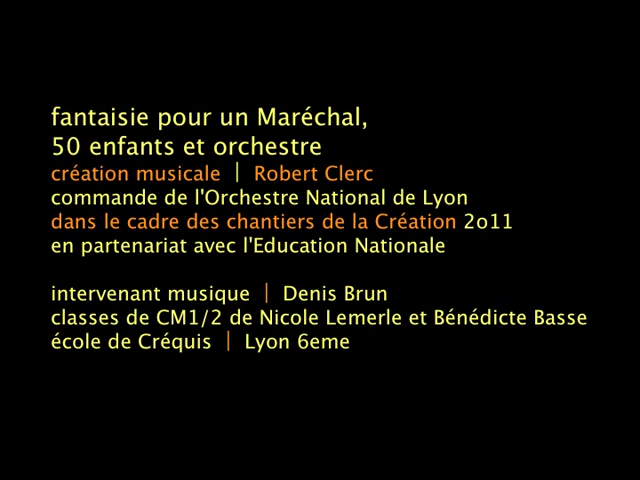 fantaisie pour un Maréchal,
50 enfants et orchestre
création musicale | Robert Clerc
commande de l'Orchestre National de Lyon
dans le cadre des chantiers de la Création 2o11
en partenariat avec l'Education Nationale
intervenant musique | Denis Brun
classes de CM1/2 de Nicole Lemerle et Bénédicte Basse
école de Créquis | Lyon 6eme